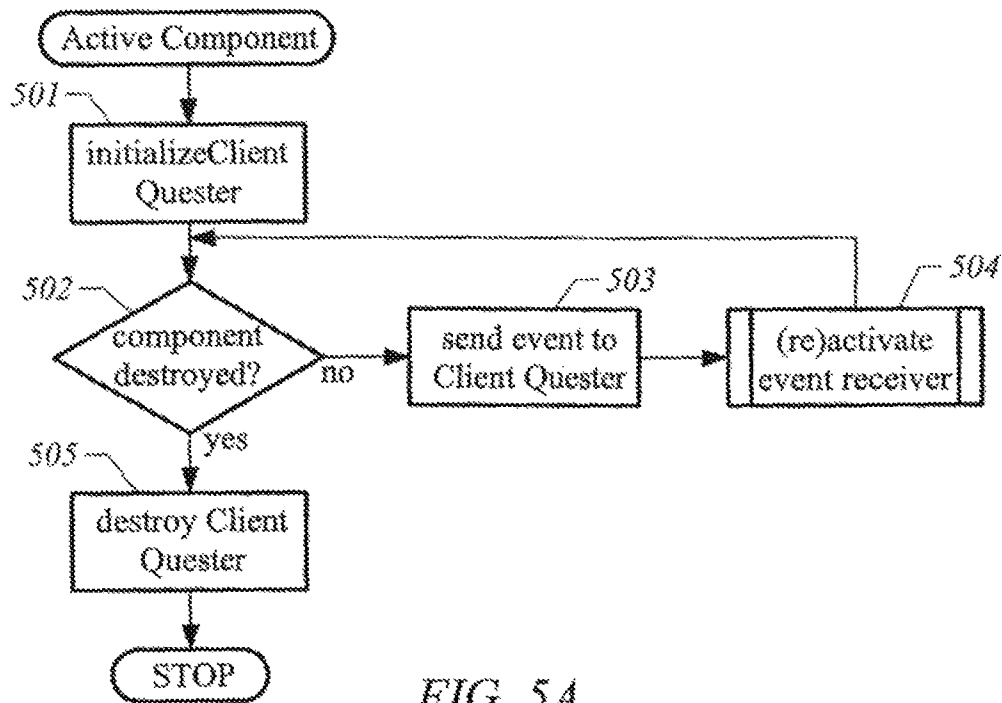 Active Component
501
initializeClient
Quester
502
component
destroyed?
no
yes
503
send event to
Client Quester
504
(re)activate
event receiver
505
destroy Client
Quester
STOP
FIG. 5A